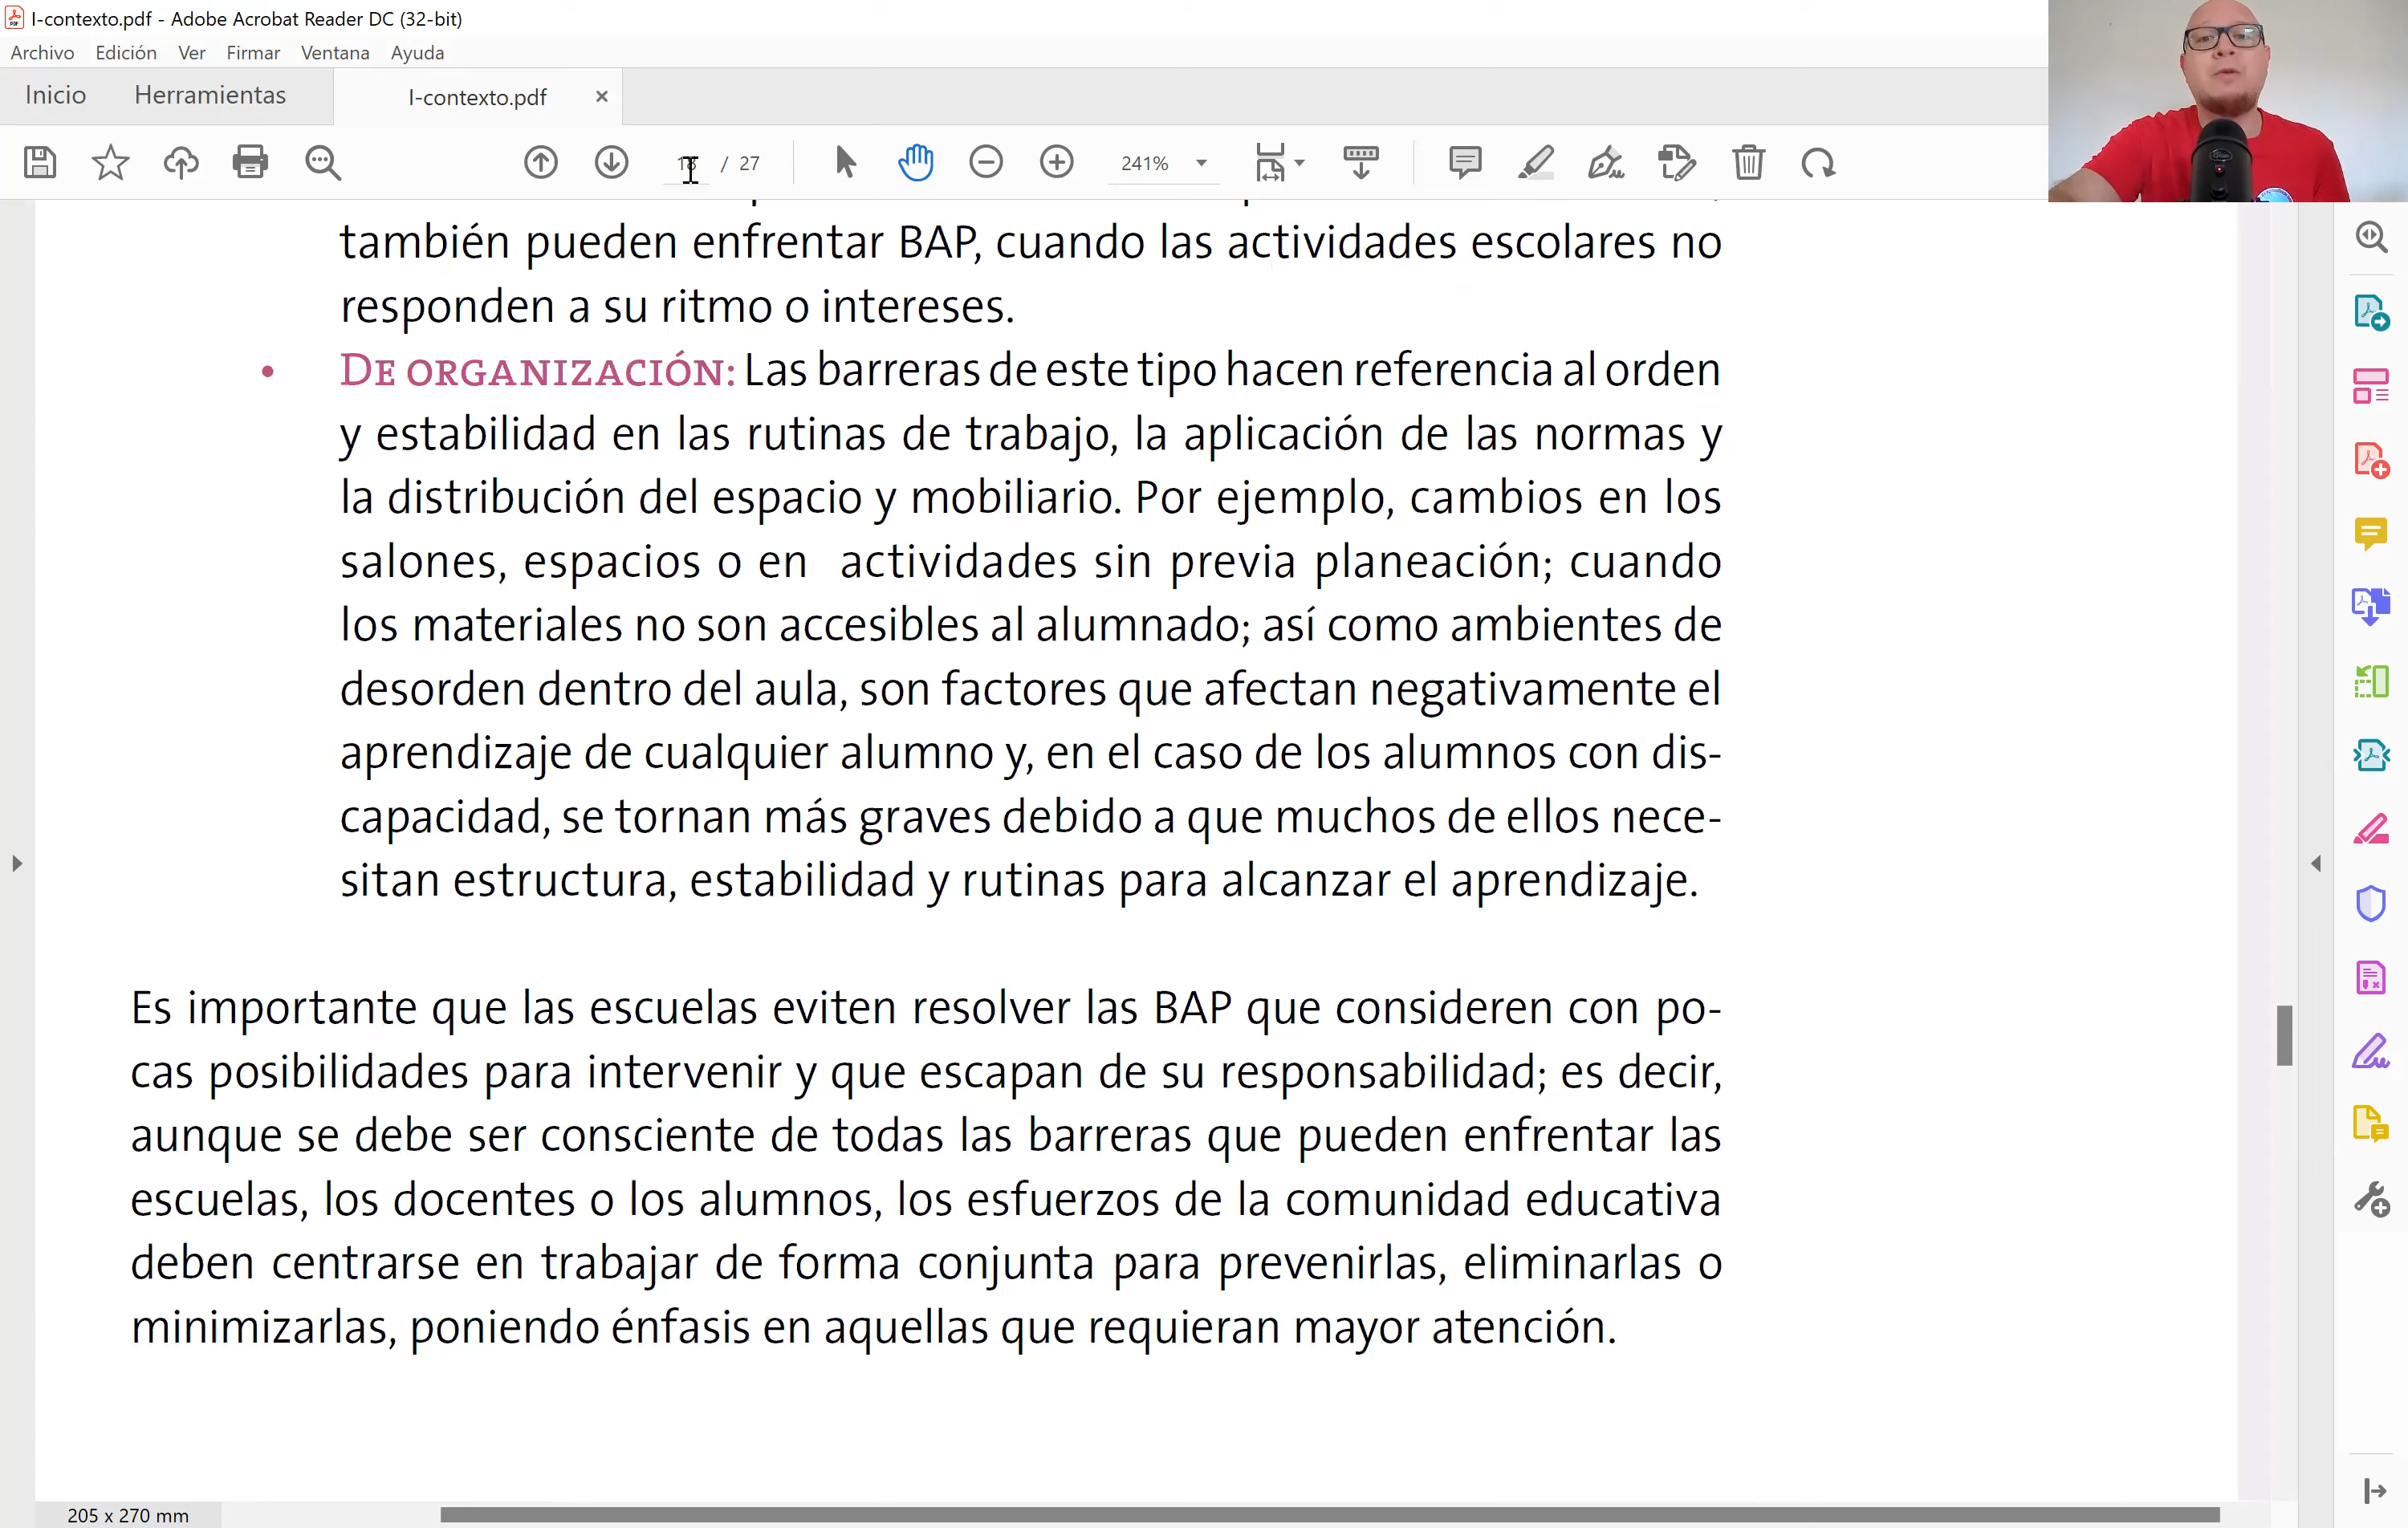 I-contexto.pdf - Adobe Acrobat Reader DC (32-bit)
Archivo Edición Ver Firmar Ventana Ayuda
Inicio Herramientas I-contexto.pdf
/ 27 241%
también pueden enfrentar BAP, cuando las actividades escolares no
responden a su ritmo o intereses.
• DE ORGANIZACIÓN: Las barreras de este tipo hacen referencia al orden
y estabilidad en las rutinas de trabajo, la aplicación de las normas y
la distribución del espacio y mobiliario. Por ejemplo, cambios en los
salones, espacios o en actividades sin previa planeación; cuando
los materiales no son accesibles al alumnado; así como ambientes de
desorden dentro del aula, son factores que afectan negativamente el
aprendizaje de cualquier alumno y, en el caso de los alumnos con dis-
capacidad, se tornan más graves debido a que muchos de ellos nece-
sitan estructura, estabilidad y rutinas para alcanzar el aprendizaje.
Es importante que las escuelas eviten resolver las BAP que consideren con po-
cas posibilidades para intervenir y que escapan de su responsabilidad; es decir,
aunque se debe ser consciente de todas las barreras que pueden enfrentar las
escuelas, los docentes o los alumnos, los esfuerzos de la comunidad educativa
deben centrarse en trabajar de forma conjunta para prevenirlas, eliminarlas o
minimizarlas, poniendo énfasis en aquellas que requieran mayor atención.
205 x 270 mm